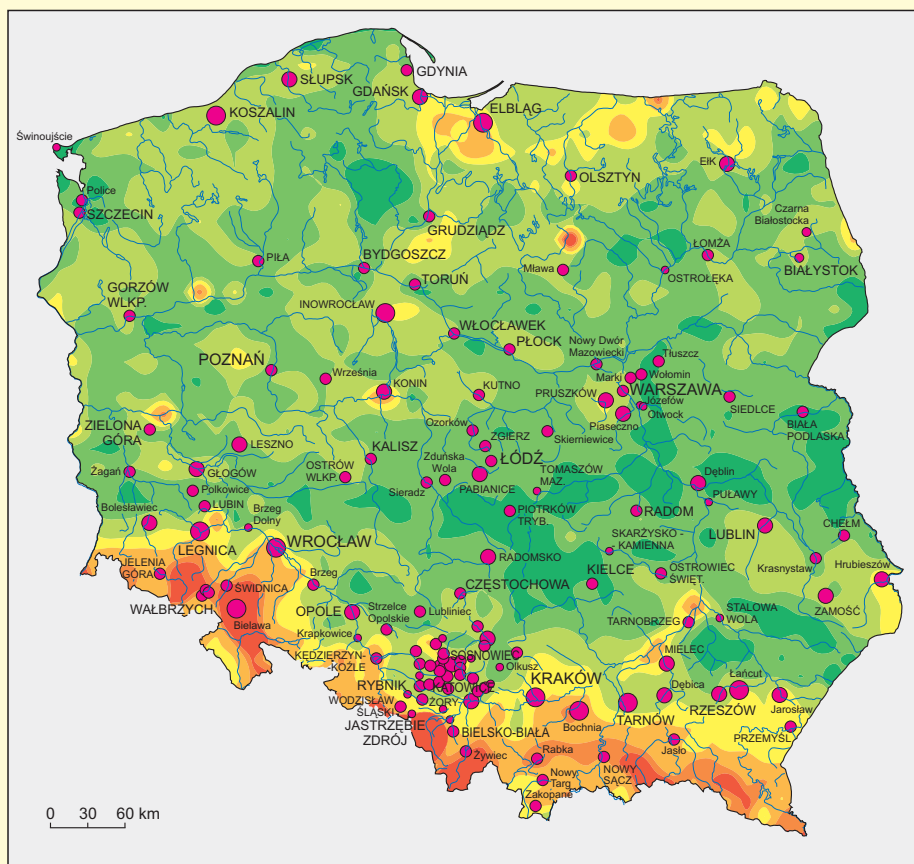 GDYNIA
SŁUPSK
GDAŃSK
KOSZALIN
ELBLĄG
Świnoujście
EŁK
OLSZTYN
Police
SZCZECIN
Czarna
Białostocka
GRUDZIĄDZ
ŁOMŻA
BIAŁYSTOK
PIŁA
BYDGOSZCZ
Mława
OSTROŁĘKA
TORUŃ
GORZÓW
WLKP.
INOWROCŁAW
WŁOCŁAWEK
PŁOCK
Nowy Dwór
Mazowiecki
Tłuszcz
POZNAŃ
Września
KONIN
KUTNO
Marki
Wołomin
WARSZAWA
PRUSZKÓW
Józefów
Otwock
Piaseczno
SIEDLCE
BIAŁA
PODLASKA
ZIELONA
GÓRA
LESZNO
KALISZ
Ozorków
ZGIERZ
Skierniewice
ŁÓDŹ
Zduńska
Wola
Żagań
GŁOGÓW
OSTRÓW
WLKP.
Sieradz
PABIANICE
TOMASZÓW
MAZ.
Dęblin
Polkowice
LUBIN
Brzeg
Dolny
PUŁAWY
PIOTRKÓW
TRYB.
RADOM
Bolesławiec
LEGNICA
WROCŁAW
LUBLIN
CHEŁM
SKARŻYSKO -
KAMIENNA
RADOMSKO
Krasnystaw
JELENIA
GÓRA
ŚWIDNICA
Brzeg
CZĘSTOCHOWA
KIELCE
OSTROWIEC
ŚWIĘT.
Hrubieszów
WAŁBRZYCH
Bielawa
OPOLE
Strzelce
Opolskie
Lubliniec
ZAMOŚĆ
Krapkowice
TARNOBRZEG
STALOWA
WOLA
KĘDZIERZYN-
KOŹLE
SOSNOWIEC
Olkusz
MIELEC
KATOWICE
KRAKÓW
Dębica
Łańcut
RYBNIK
ŻORY
WODZISŁAW
ŚLĄSKI
RZESZÓW
Jarosław
JASTRZĘBIE
ZDRÓJ
BIELSKO-BIAŁA
Bochnia
TARNÓW
PRZEMYŚL
Żywiec
Rabka
NOWY
SĄCZ
Jasło
Nowy
Targ
Zakopane
0 30 60 km